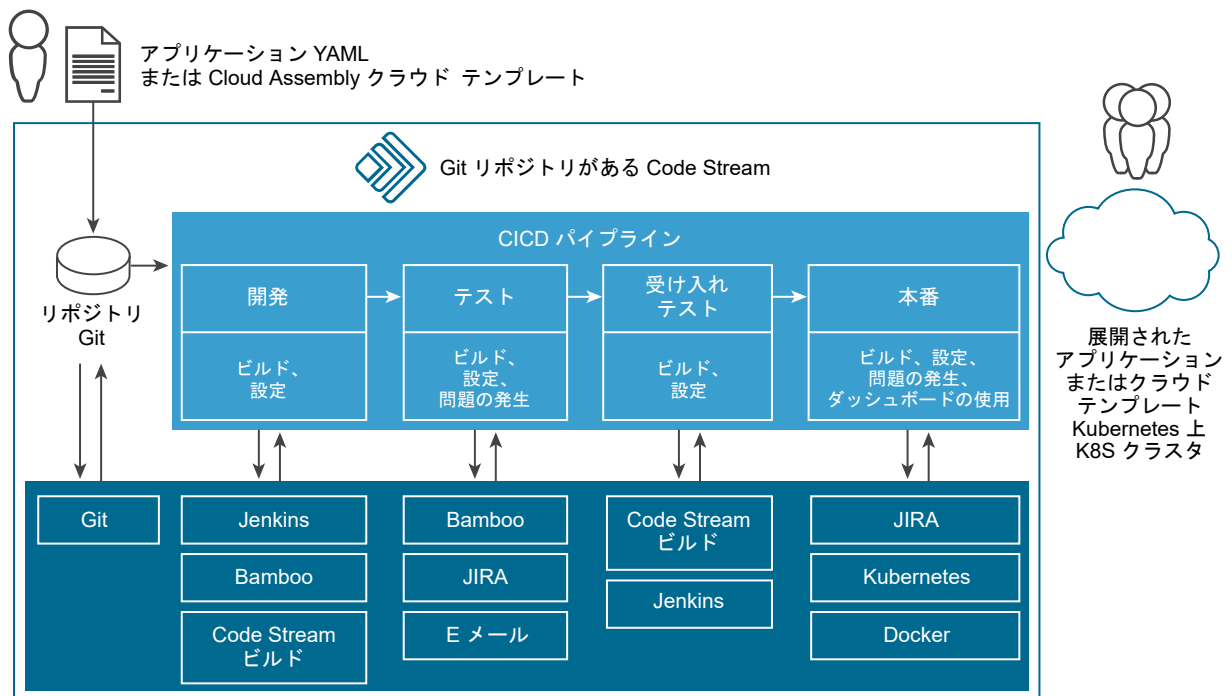 アプリケーション YAML
または Cloud Assembly クラウド テンプレート
Git リポジトリがある Code Stream
CICD パイプライン
リポジトリ
Git
開発
ビルド、
設定
テスト
ビルド、
設定、
問題の発生
受け入れ
テスト
ビルド、
設定
本番
ビルド、設定、
問題の発生、
ダッシュボードの使用
展開された
アプリケーション
またはクラウド
テンプレート
Kubernetes 上
K8S クラスタ
Git
Jenkins
Bamboo
Code Stream
ビルド
Bamboo
JIRA
E メール
Code Stream
ビルド
Jenkins
JIRA
Kubernetes
Docker